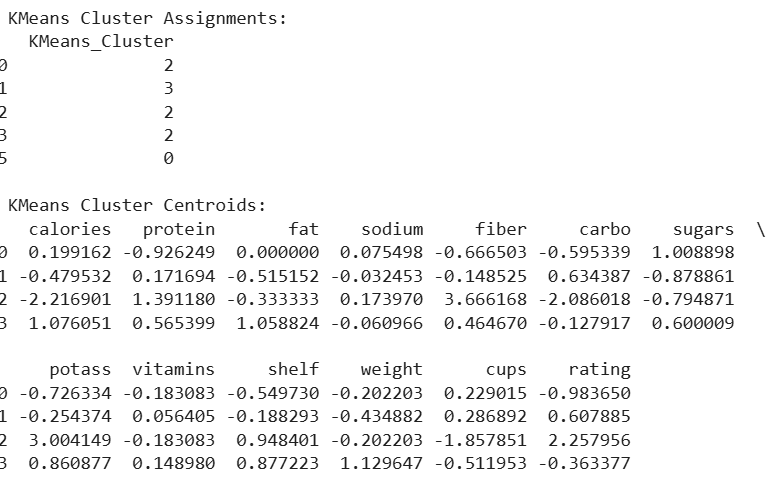 KMeans Cluster Assignments:
KMeans_Cluster
0 2
1 3
2 2
3 2
5 0
KMeans Cluster Centroids:
calories protein fat sodium fiber carbo sugars \
0 0.199162 -0.926249 0.000000 0.075498 -0.666503 -0.595339 1.008898
1 -0.479532 0.171694 -0.515152 -0.032453 -0.148525 0.634387 -0.878861
2 -2.216901 1.391180 -0.333333 0.173970 3.666168 -2.086018 -0.794871
3 1.076051 0.565399 1.058824 -0.060966 0.464670 -0.127917 0.600009
potass vitamins shelf weight cups rating
0 -0.726334 -0.183083 -0.549730 -0.202203 0.229015 -0.983650
1 -0.254374 0.056405 -0.188293 -0.434882 0.286892 0.607885
2 3.004149 -0.183083 0.948401 -0.202203 -1.857851 2.257956
3 0.860877 0.148980 0.877223 1.129647 -0.511953 -0.363377